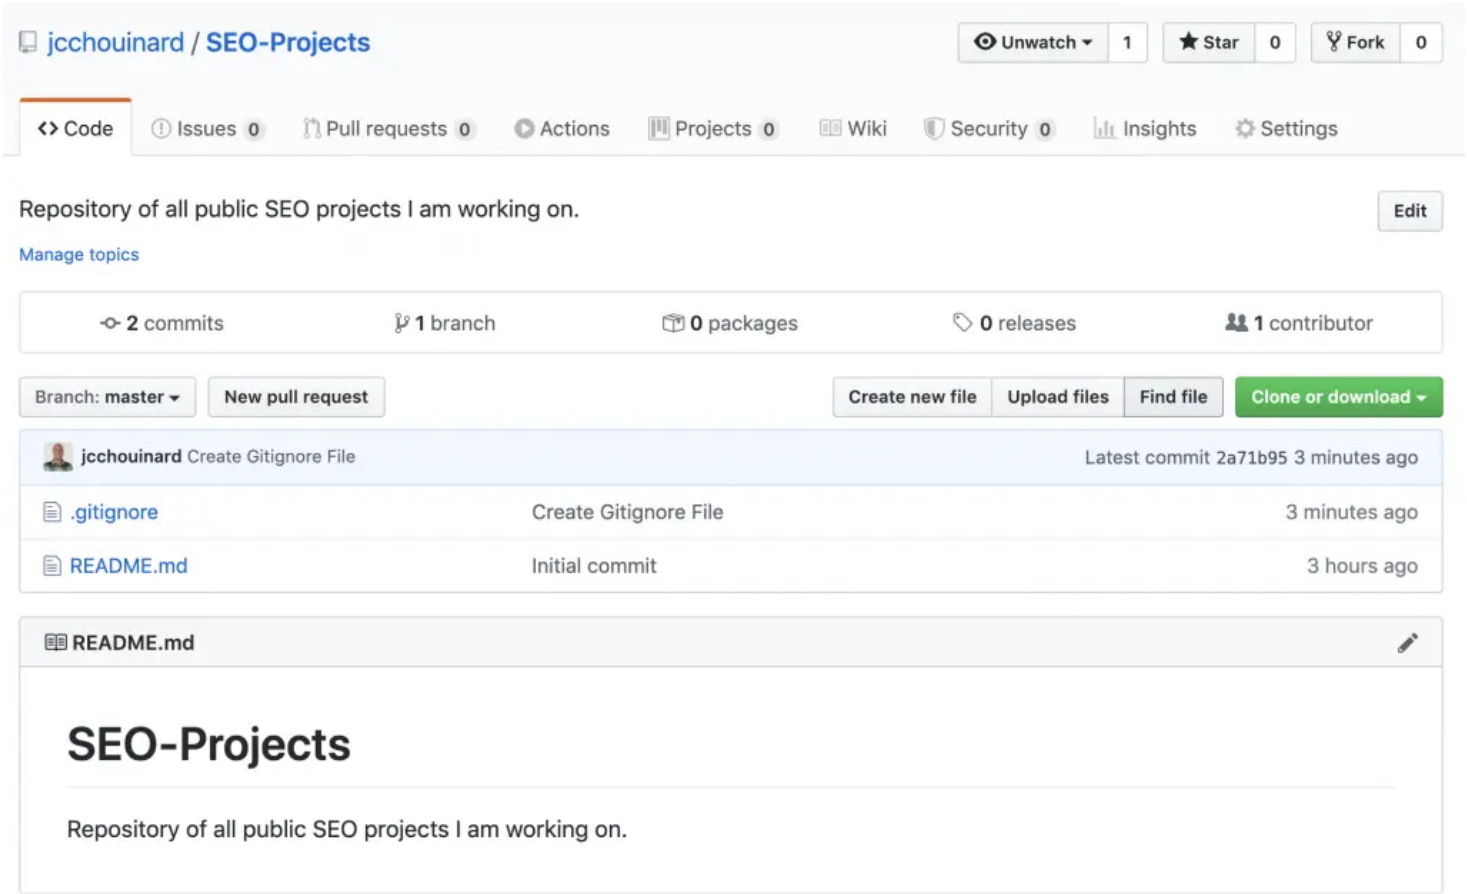 jcchouinard / SEO-Projects Unwatch 1 Star 0 Fork 0
<> Code Issues 0 Pull requests 0 Actions Projects 0 Wiki Security 0 Insights Settings
Repository of all public SEO projects I am working on. Edit
Manage topics
2 commits 1 branch 0 packages 0 releases 1 contributor
Branch: master New pull request Create new file Upload files Find file Clone or download
jcchouinard Create Gitignore File Latest commit 2a71b95 3 minutes ago
.gitignore Create Gitignore File 3 minutes ago
README.md Initial commit 3 hours ago
README.md
SEO-Projects
Repository of all public SEO projects I am working on.